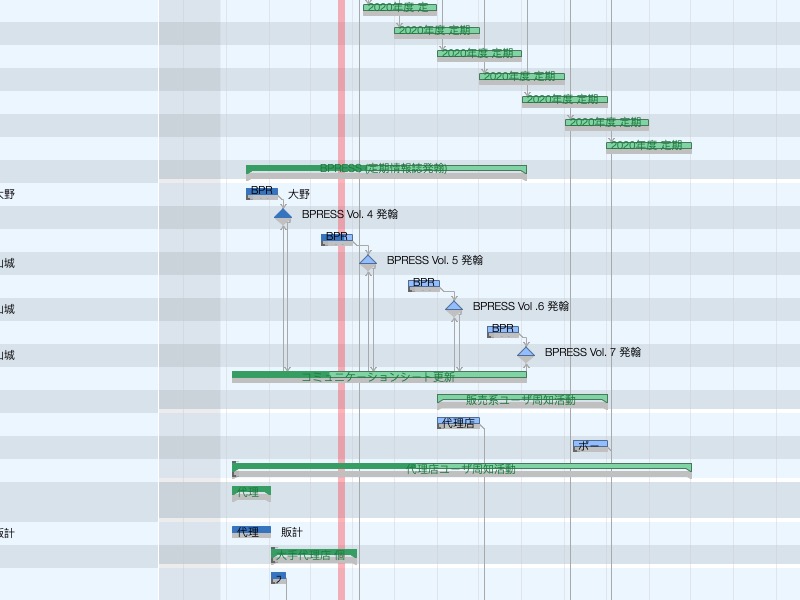 2020年度 定
2020年度 定期
2020年度 定期
2020年度 定期
2020年度 定期
2020年度 定期
2020年度 定期
BPRESS (定期情報誌発翰)
大野 BPR 大野
BPRESS Vol. 4 発翰
BPR
山城 BPRESS Vol. 5 発翰
BPR
山城 BPRESS Vol .6 発翰
BPR
山城 BPRESS Vol. 7 発翰
コミュニケーションシート更新
販売系ユーザ周知活動
代理店
ボー
代理店ユーザ周知活動
代理
販計 代理 販計
大手代理店 個